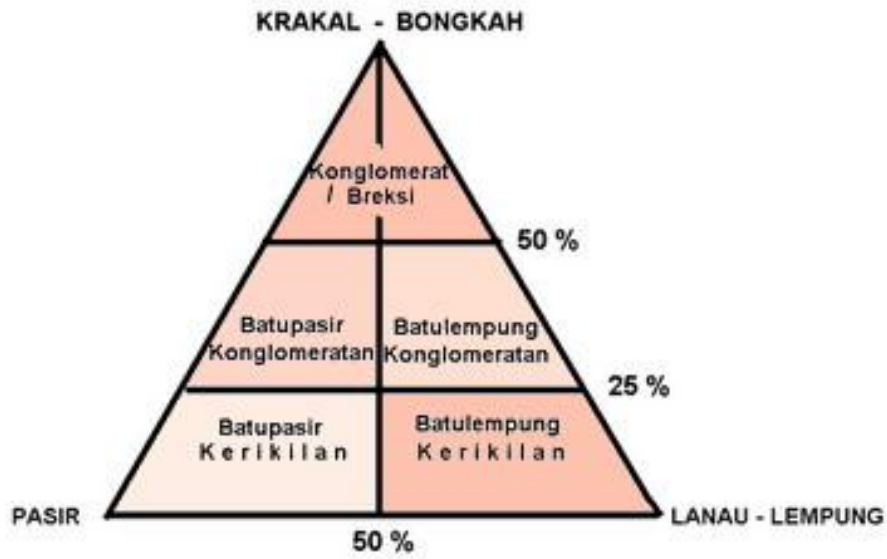 KRAKAL - BONGKAH
Konglomerat
/ Breksi
50 %
Batupasir
Konglomeratan
Batulempung
Konglomeratan
25 %
Batupasir
Kerikilan
Batulempung
Kerikilan
PASIR
LANAU - LEMPUNG
50 %